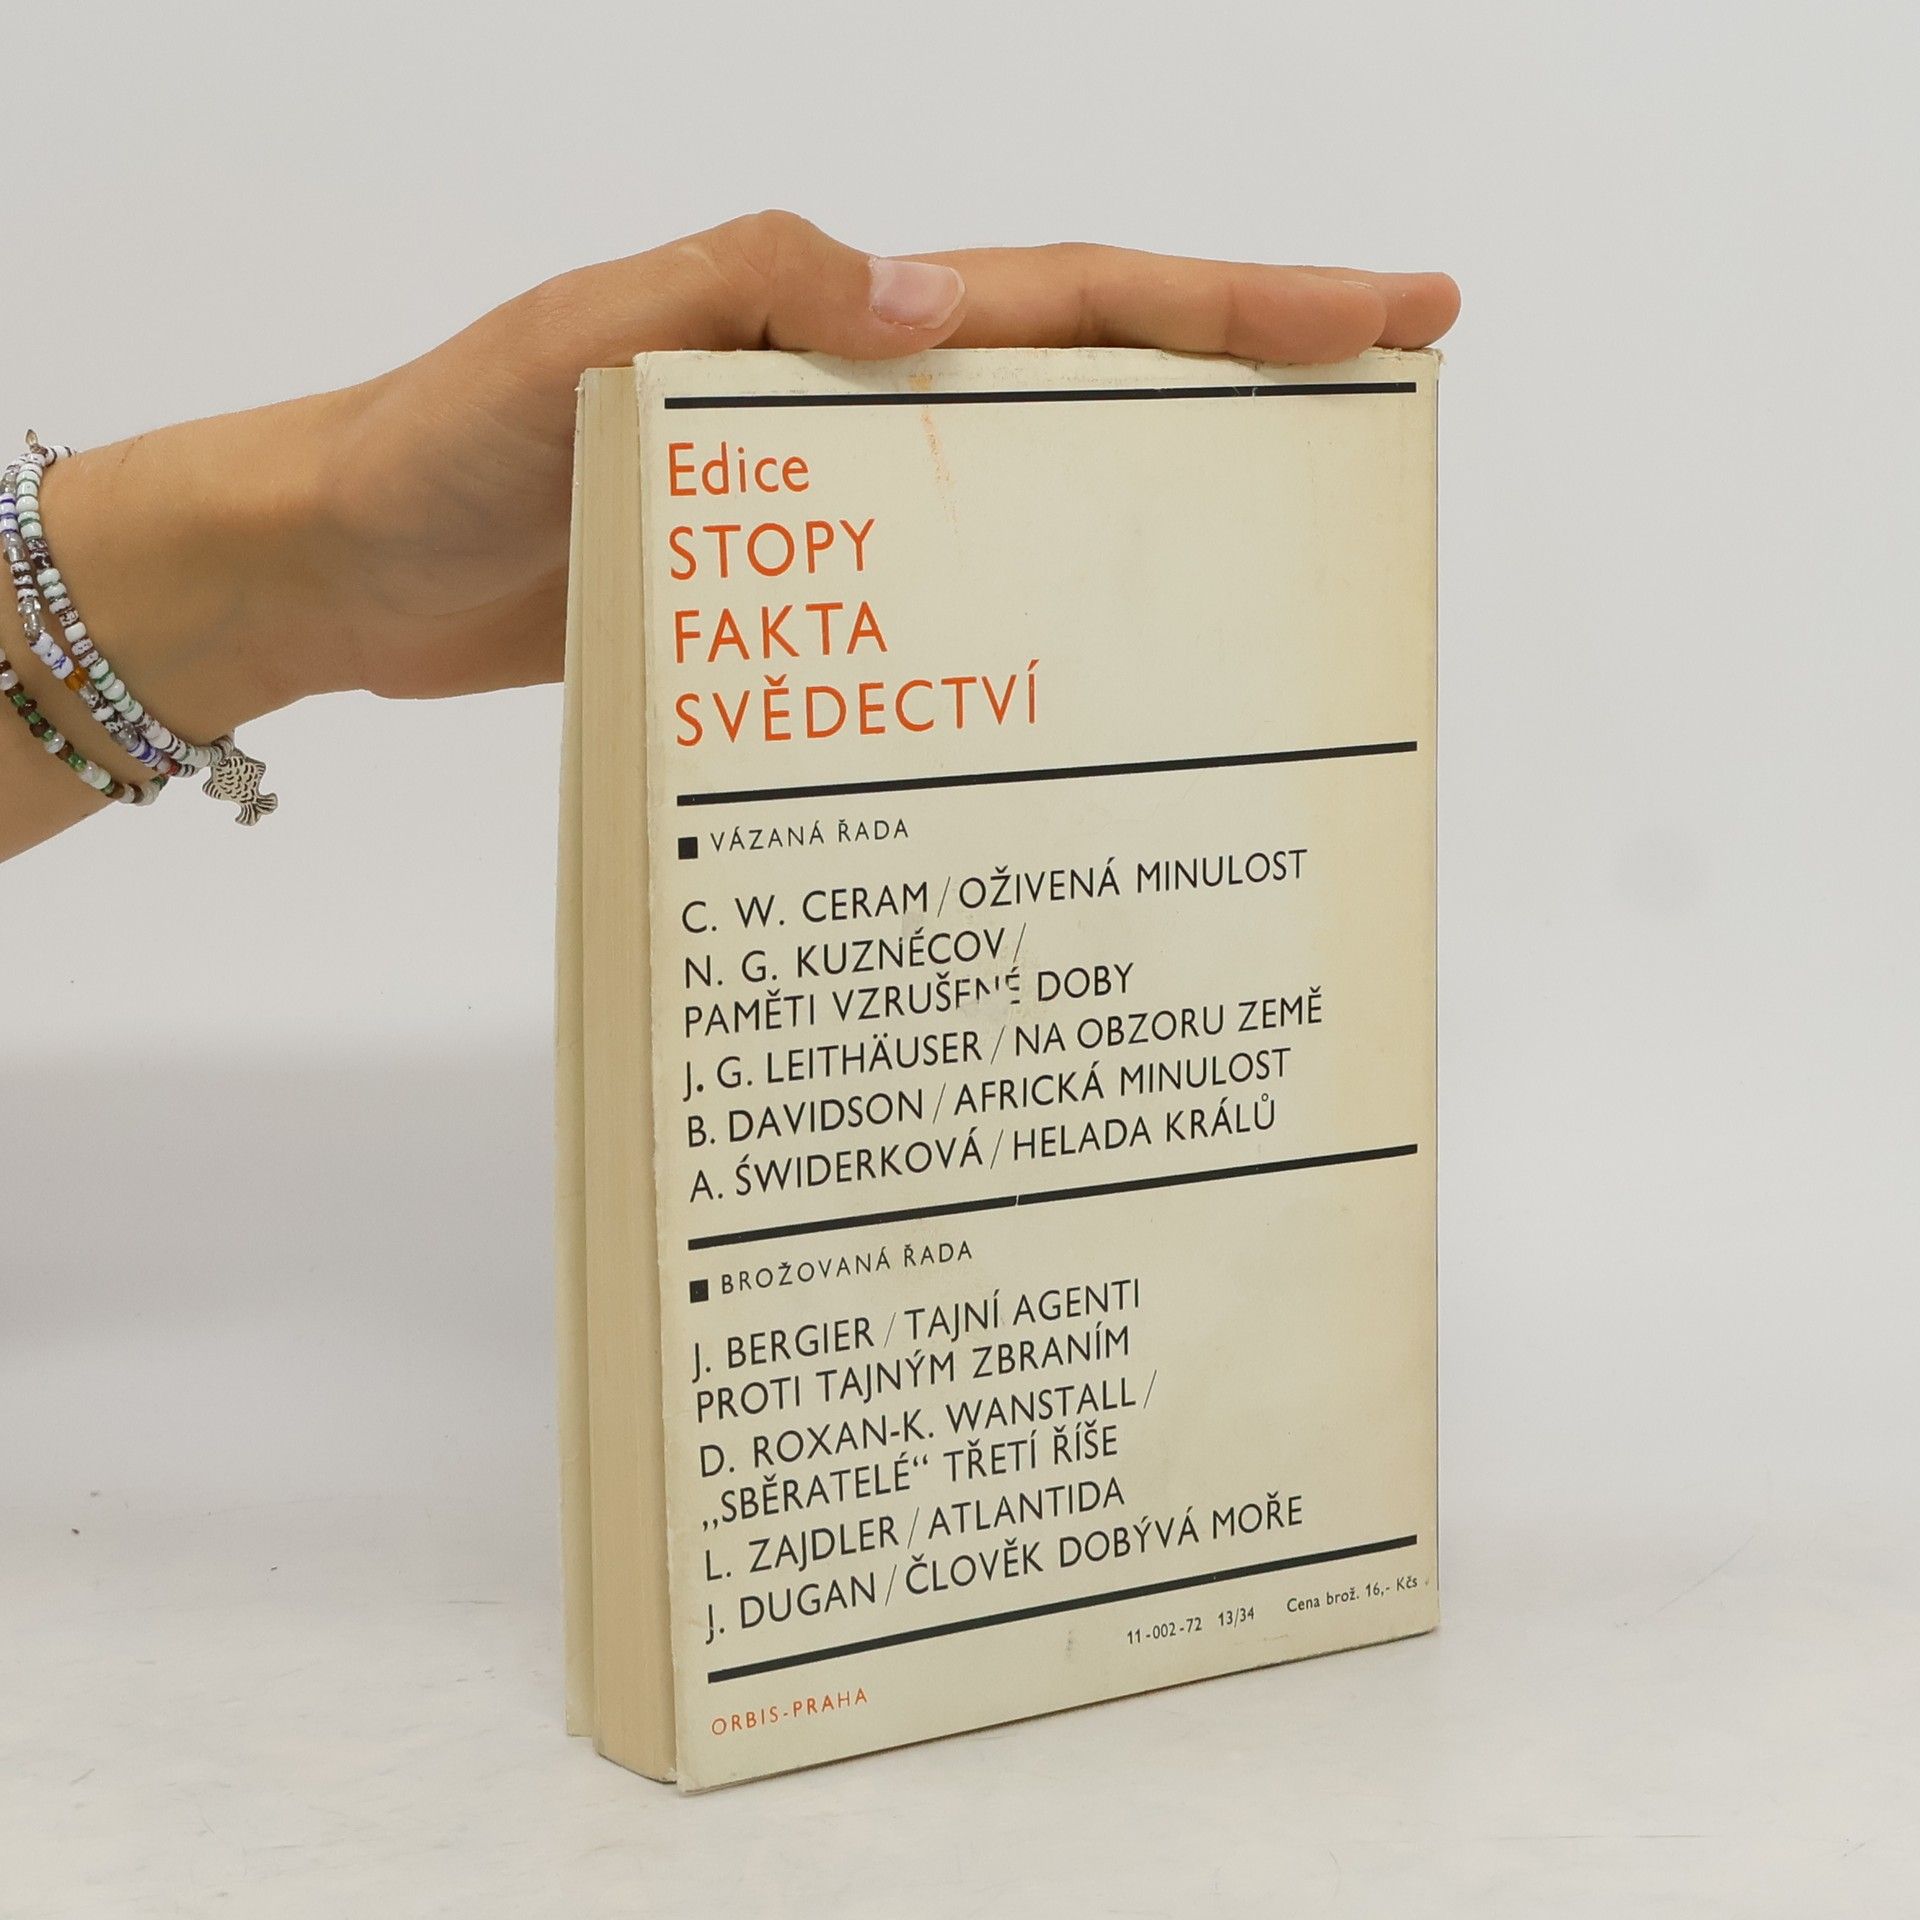 Edice
STOPY
FAKTA
SVĚDECTVÍ
■ VÁZANÁ ŘADA
C. W. CERAM / OŽIVENÁ MINULOST
N. G. KUZNĚCOV /
PAMĚTI VZRUŠENÉ DOBY
J. G. LEITHÄUSER / NA OBZORU ZEMĚ
B. DAVIDSON / AFRICKÁ MINULOST
A. ŚWIDERKOVÁ / HELADA KRÁLŮ
■ BROŽOVANÁ ŘADA
J. BERGIER / TAJNÍ AGENTI
PROTI TAJNÝM ZBRANÍM
D. ROXAN-K. WANSTALL /
„SBĚRATELÉ“ TŘETÍ ŘÍŠE
L. ZAJDLER / ATLANTIDA
J. DUGAN / ČLOVĚK DOBÝVÁ MOŘE
11-002-72 13/34 Cena brož. 16,- Kčs
ORBIS-PRAHA